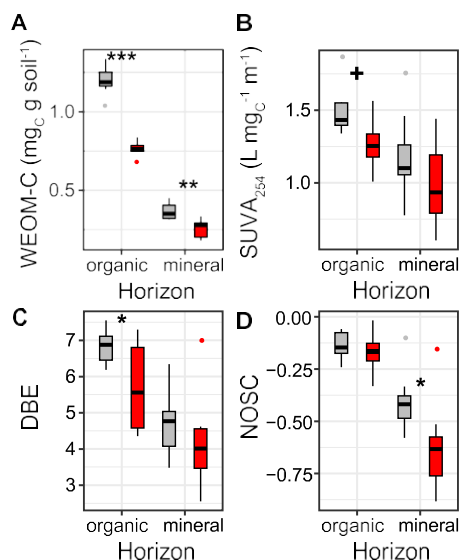 A
WEOM-C (mg_C g soil⁻¹)
1.0
0.5
***
**
organic mineral
Horizon
B
SUVA₂₅₄ (L mg_C⁻¹ m⁻¹)
1.5
1.0
+
organic mineral
Horizon
C
DBE
7
6
5
4
3
*
organic mineral
Horizon
D
NOSC
0.00
−0.25
−0.50
−0.75
*
organic mineral
Horizon